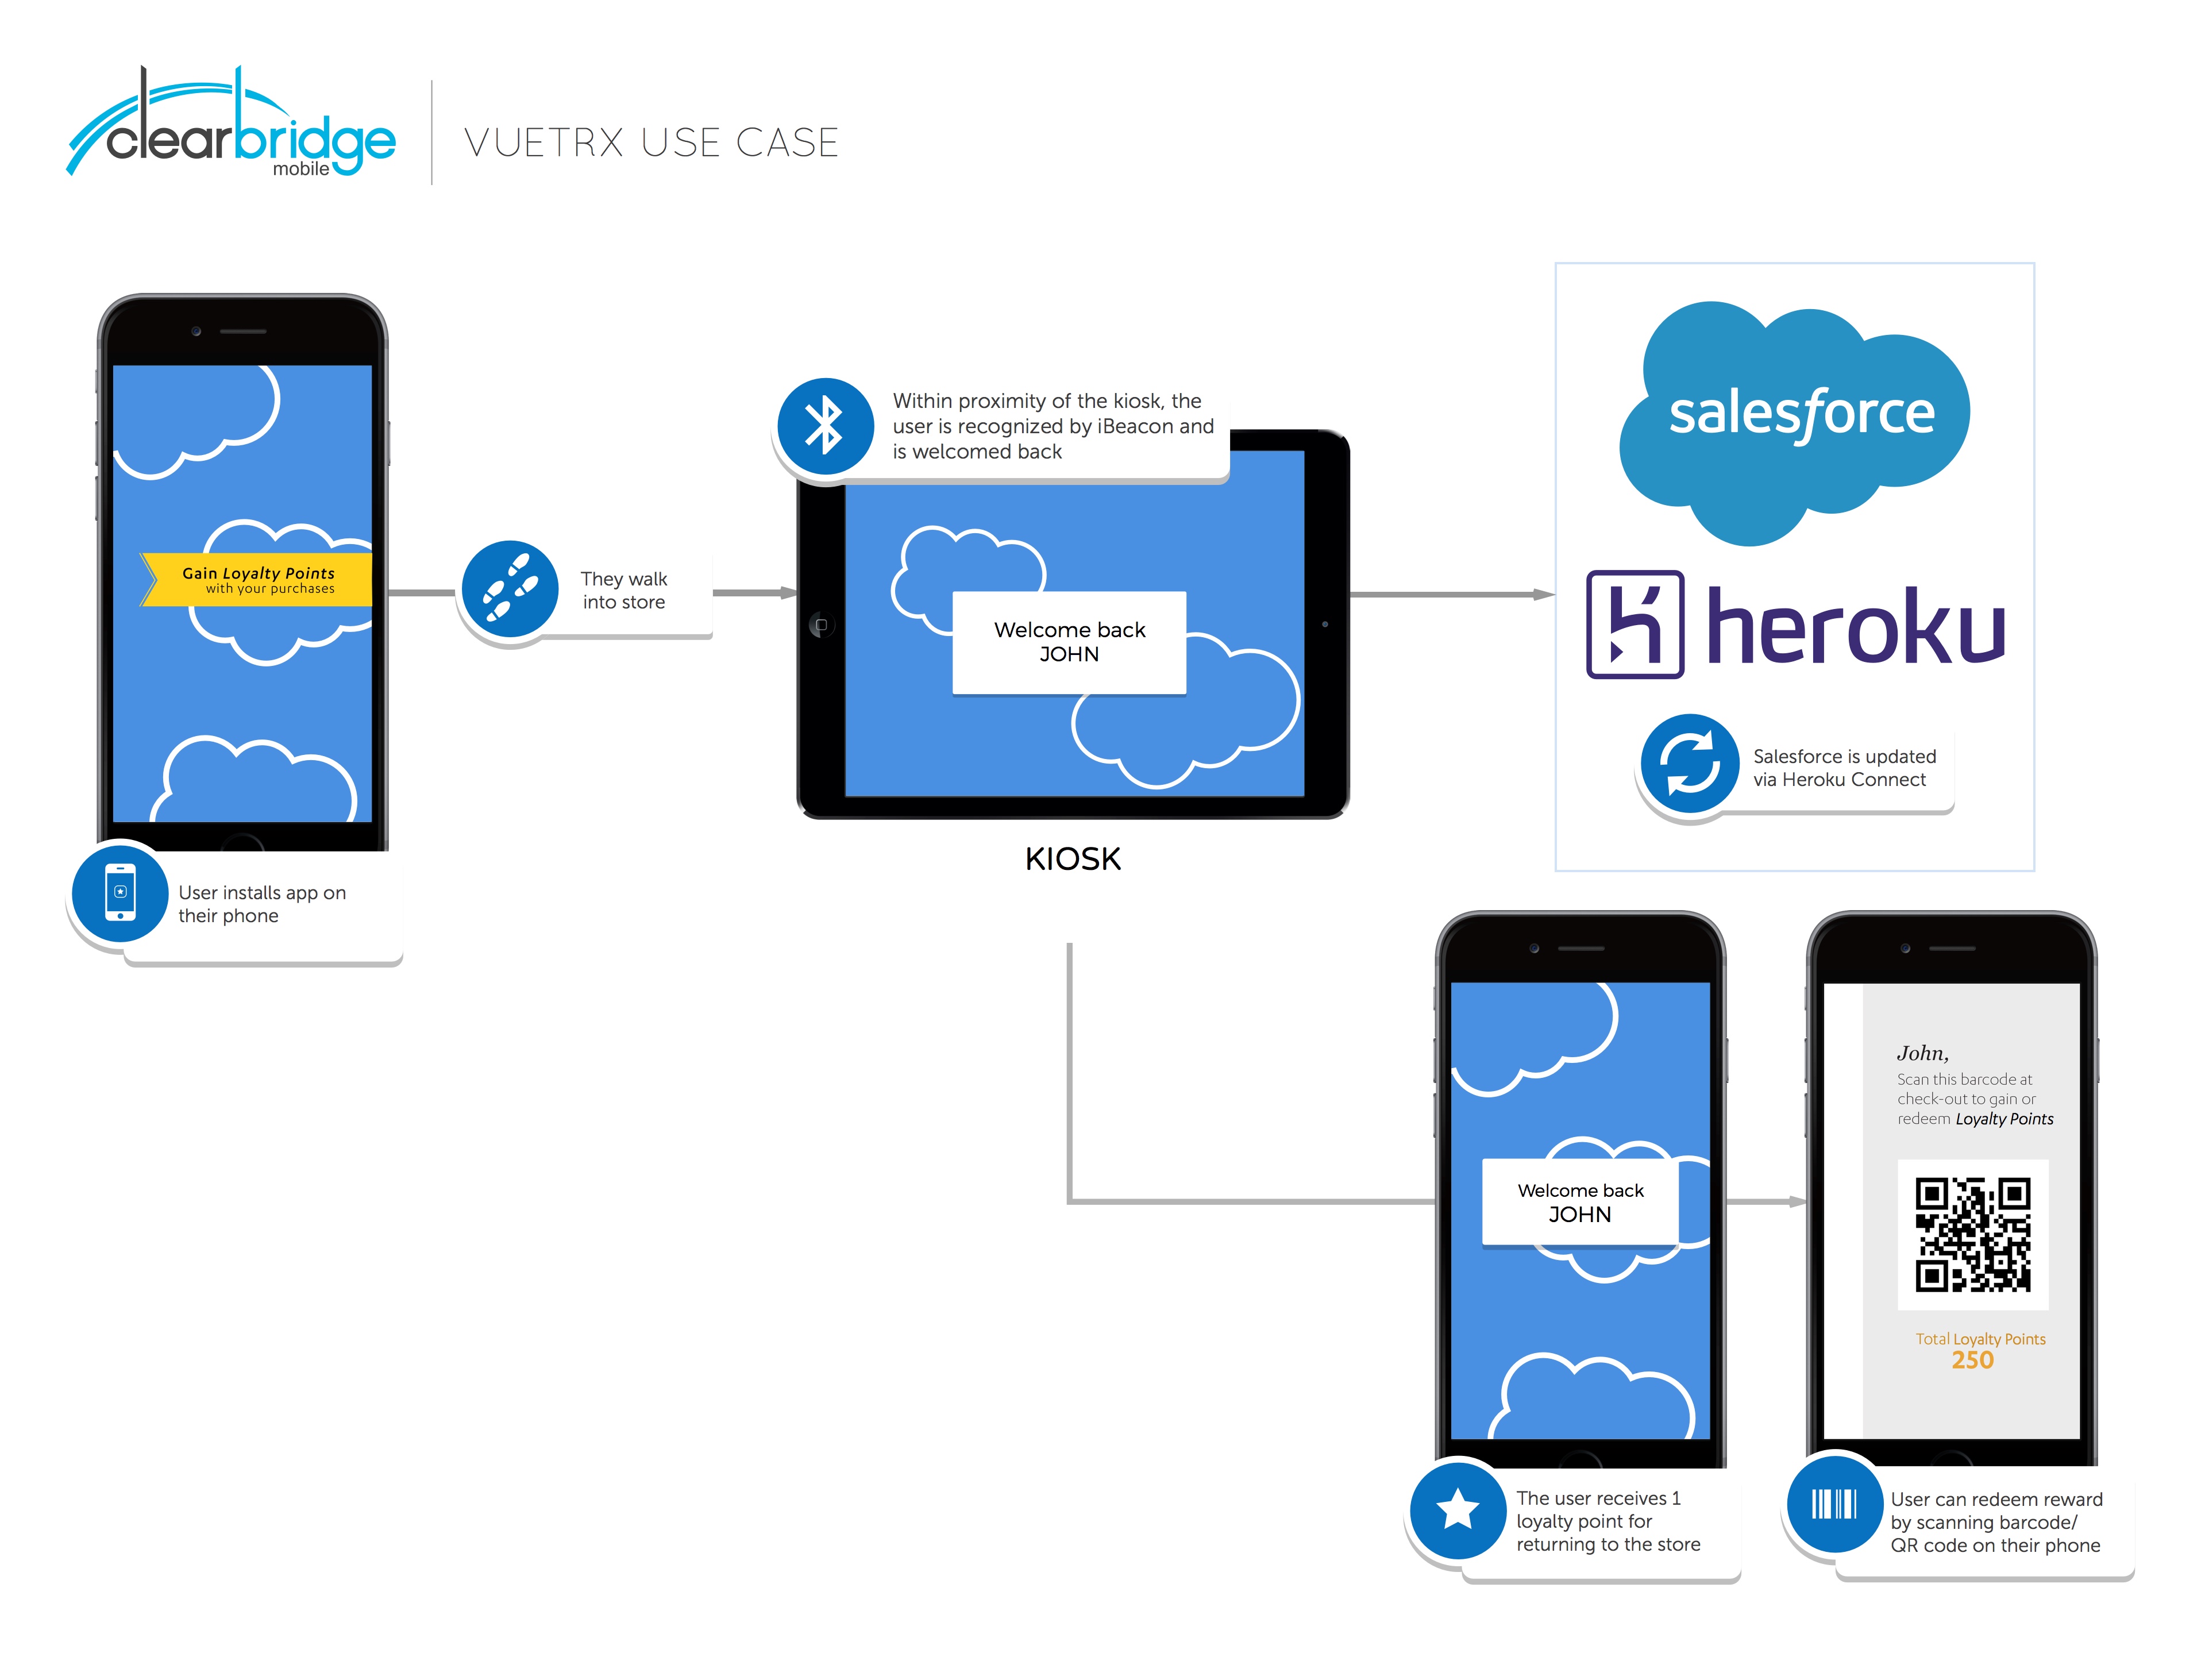 clearbridge
mobile
VUETRX USE CASE
Gain Loyalty Points
with your purchases
User installs app on
their phone
They walk
into store
Within proximity of the kiosk, the
user is recognized by iBeacon and
is welcomed back
Welcome back
JOHN
KIOSK
salesforce
heroku
Salesforce is updated
via Heroku Connect
Welcome back
JOHN
The user receives 1
loyalty point for
returning to the store
John,
Scan this barcode at
check-out to gain or
redeem Loyalty Points
Total Loyalty Points
250
User can redeem reward
by scanning barcode/
QR code on their phone